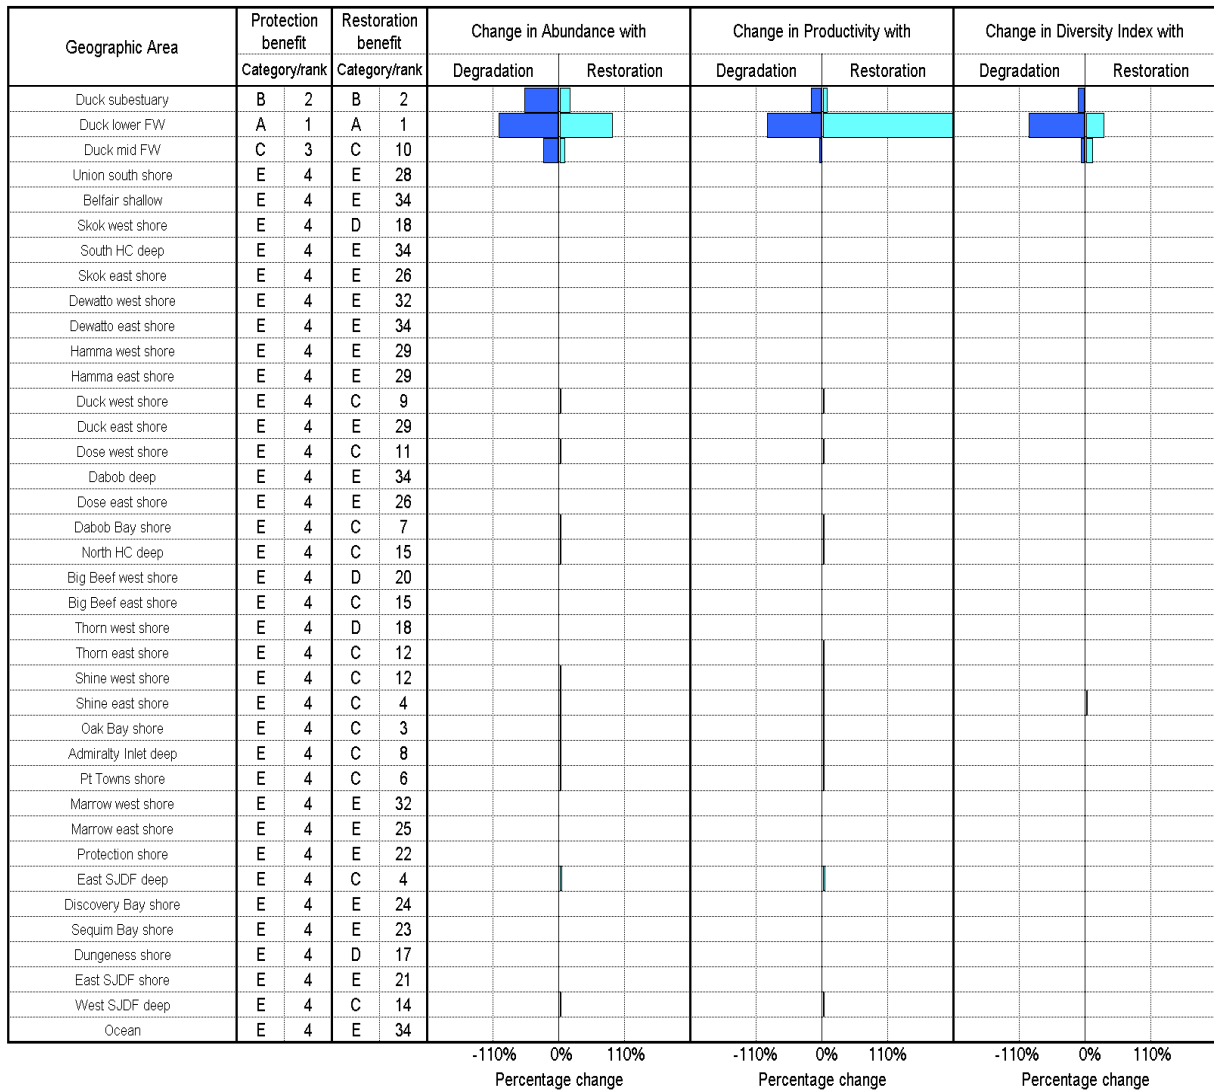 Geographic Area
Protection benefit
Restoration benefit
Change in Abundance with
Change in Productivity with
Change in Diversity Index with
Category/rank Category/rank Degradation Restoration Degradation Restoration Degradation Restoration
Duck subestuary B 2 B 2
Duck lower FW A 1 A 1
Duck mid FW C 3 C 10
Union south shore E 4 E 28
Belfair shallow E 4 E 34
Skok west shore E 4 D 18
South HC deep E 4 E 34
Skok east shore E 4 E 26
Dewatto west shore E 4 E 32
Dewatto east shore E 4 E 34
Hamma west shore E 4 E 29
Hamma east shore E 4 E 29
Duck west shore E 4 C 9
Duck east shore E 4 E 29
Dose west shore E 4 C 11
Dabob deep E 4 E 34
Dose east shore E 4 E 26
Dabob Bay shore E 4 C 7
North HC deep E 4 C 15
Big Beef west shore E 4 D 20
Big Beef east shore E 4 C 15
Thorn west shore E 4 D 18
Thorn east shore E 4 C 12
Shine west shore E 4 C 12
Shine east shore E 4 C 4
Oak Bay shore E 4 C 3
Admiralty Inlet deep E 4 C 8
Pt Towns shore E 4 C 6
Marrow west shore E 4 E 32
Marrow east shore E 4 E 25
Protection shore E 4 E 22
East SJDF deep E 4 C 4
Discovery Bay shore E 4 E 24
Sequim Bay shore E 4 E 23
Dungeness shore E 4 D 17
East SJDF shore E 4 E 21
West SJDF deep E 4 C 14
Ocean E 4 E 34
-110% 0% 110% -110% 0% 110% -110% 0% 110%
Percentage change Percentage change Percentage change